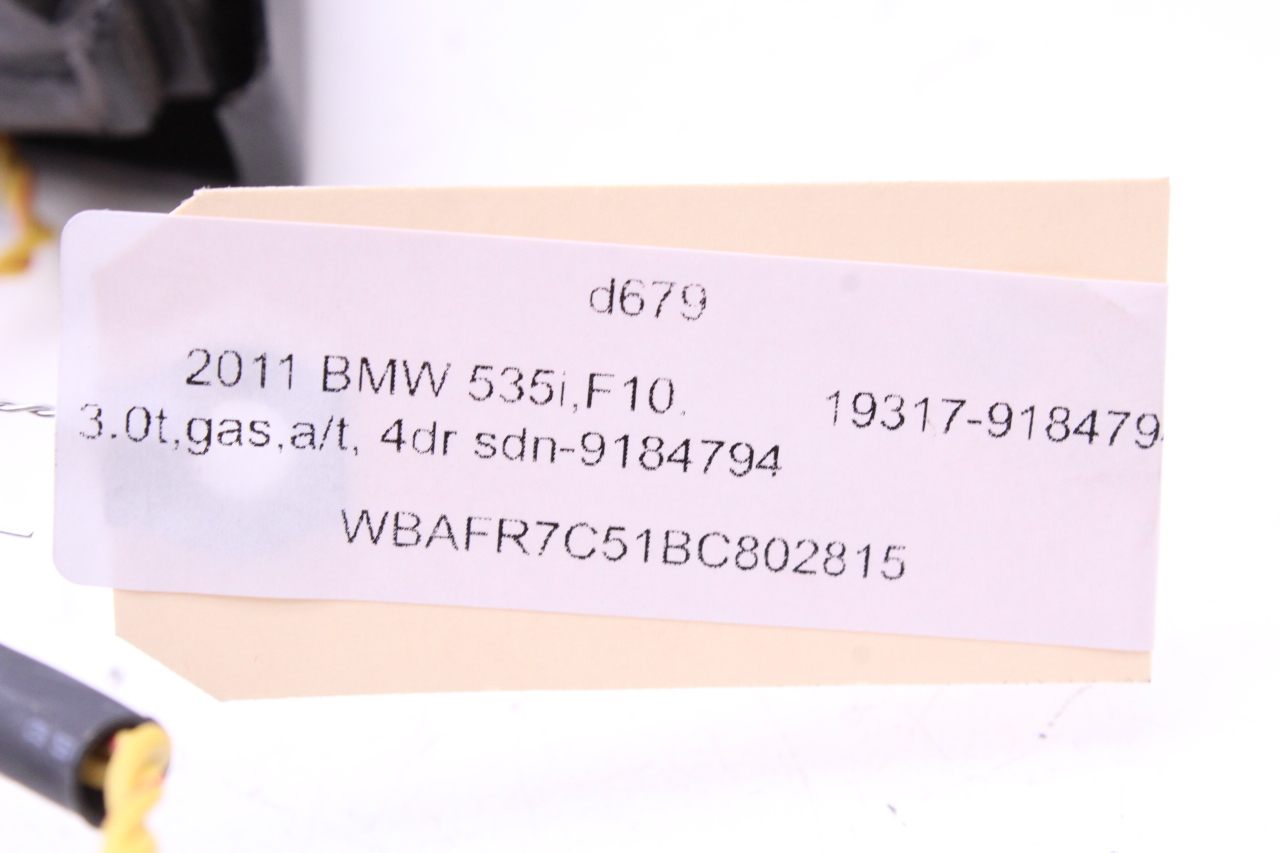 d679
2011 BMW 535i,F10.
3.0t,gas,a/t, 4dr sdn-9184794
19317-918479
WBAFR7C51BC802815